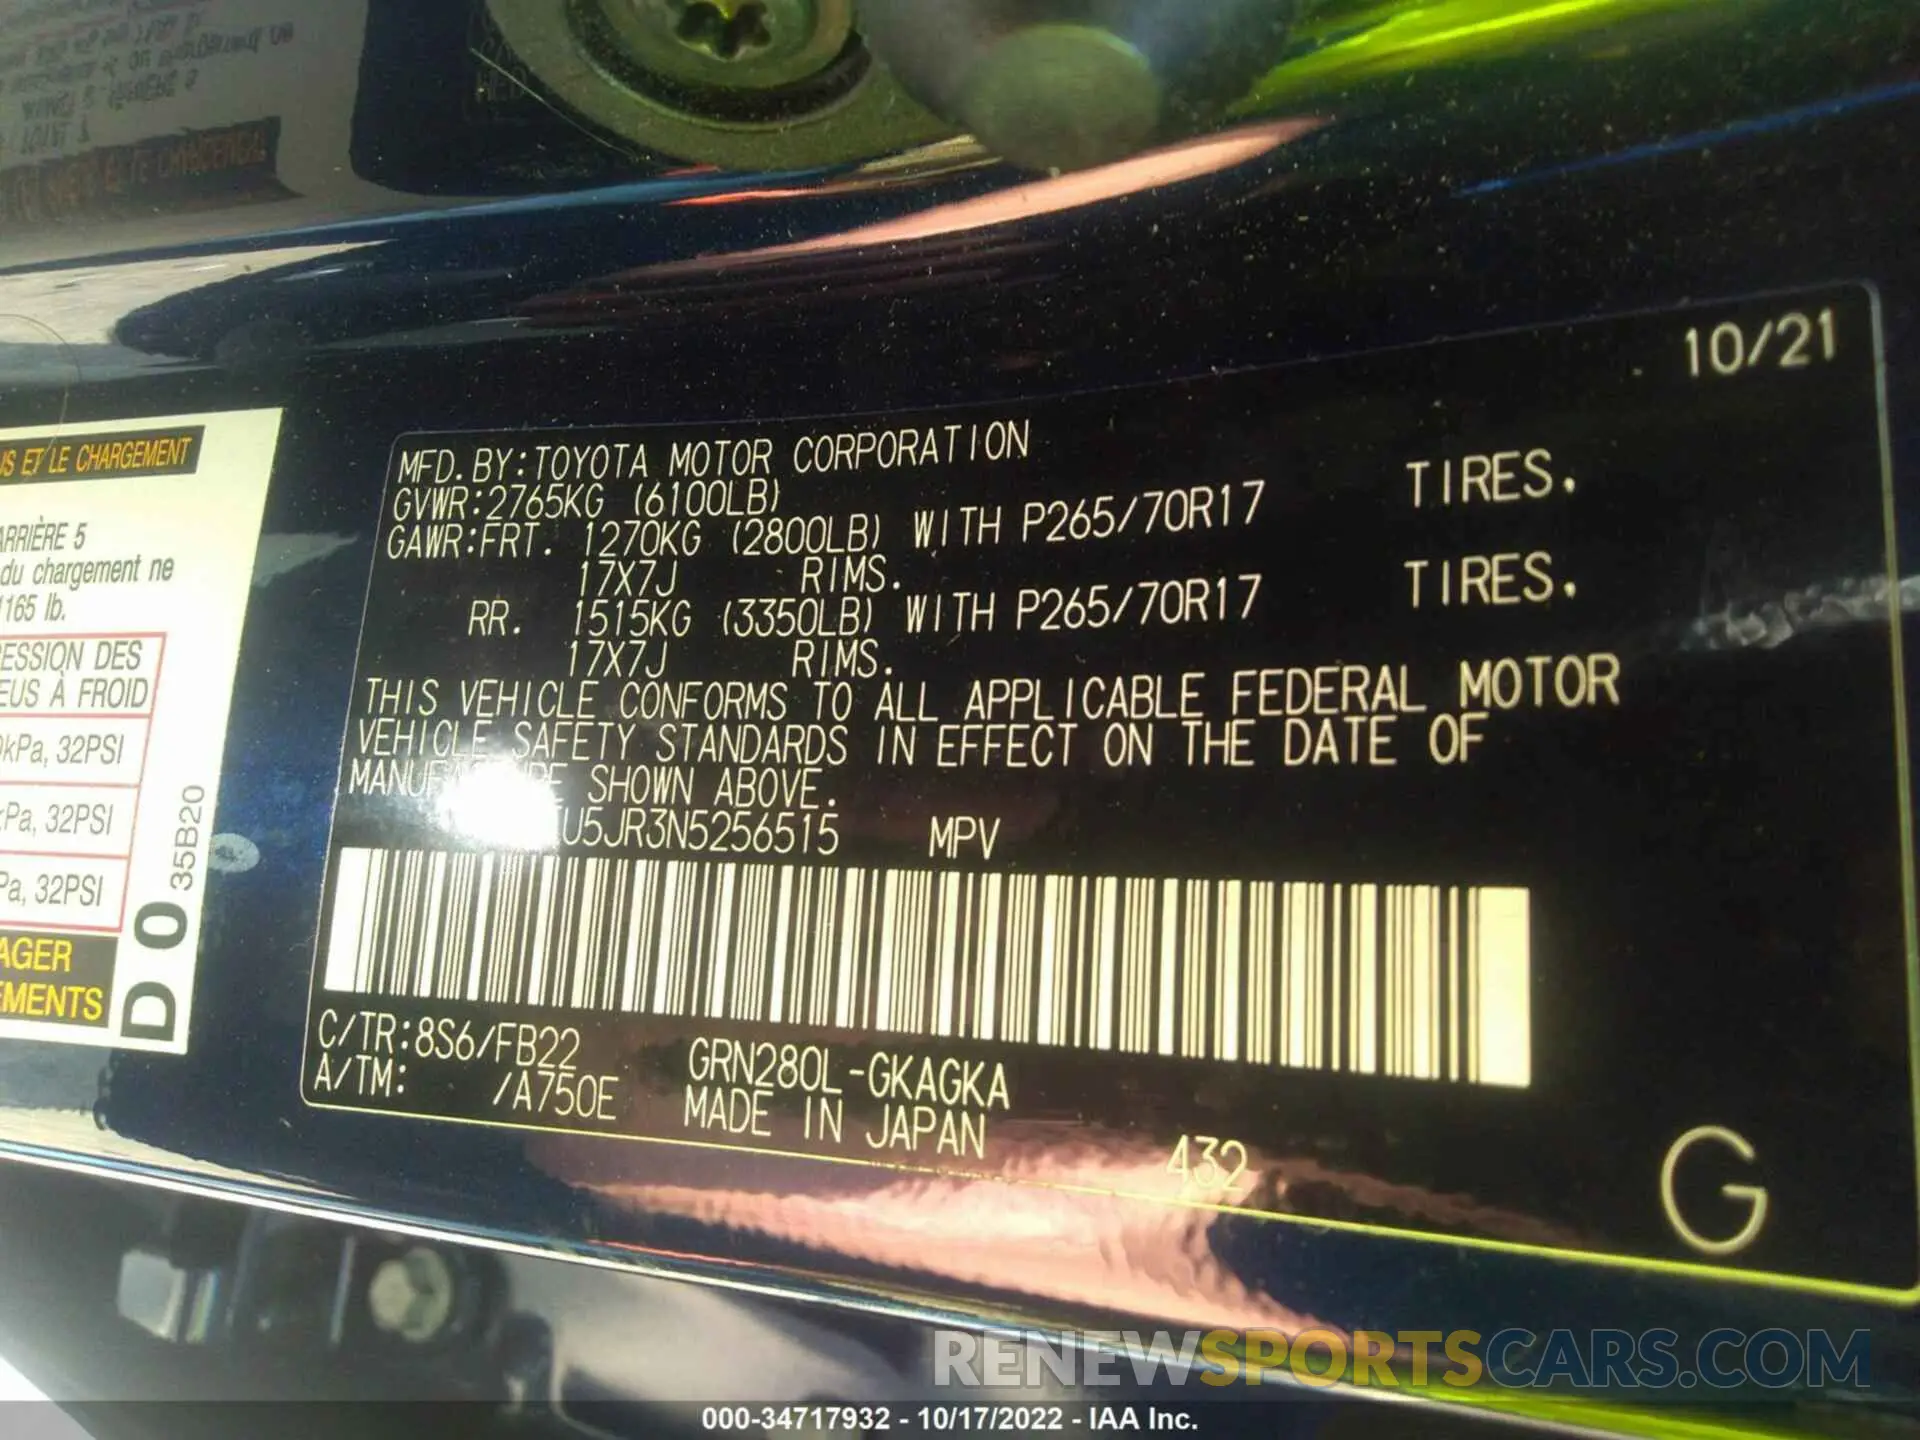 10/21
MFD.BY:TOYOTA MOTOR CORPORATION
GVWR:2765KG (6100LB)
GAWR:FRT. 1270KG (2800LB) WITH P265/70R17 TIRES.
17X7J RIMS.
RR. 1515KG (3350LB) WITH P265/70R17 TIRES.
17X7J RIMS.
THIS VEHICLE CONFORMS TO ALL APPLICABLE FEDERAL MOTOR
VEHICLE SAFETY STANDARDS IN EFFECT ON THE DATE OF
SHOWN ABOVE.
U5JR3N5256515 MPV
C/TR:8S6/FB22 GRN280L-GKAGKA
A/TM: /A750E MADE IN JAPAN
432
G
US ET LE CHARGEMENT
ARRIÈRE 5
du chargement ne
1165 lb.
ESSION DES
EUS À FROID
kPa, 32PSI
kPa, 32PSI
Pa, 32PSI
AGER
EMENTS
D0 35B20
RENEWSPORTSCARS.COM
000-34717932 - 10/17/2022 - IAA Inc.